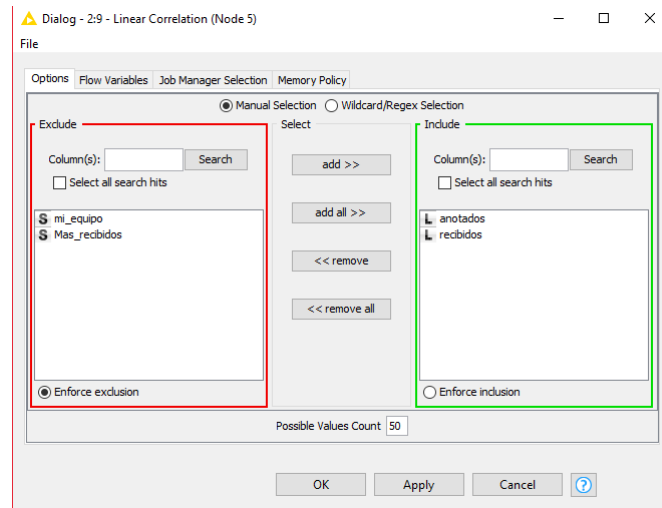 Dialog - 2:9 - Linear Correlation (Node 5)
File
Options Flow Variables Job Manager Selection Memory Policy
Manual Selection Wildcard/Regex Selection
Exclude
Column(s): Search
Select all search hits
S mi_equipo
S Mas_recibidos
Enforce exclusion
Select
add >>
add all >>
<< remove
<< remove all
Include
Column(s): Search
Select all search hits
L anotados
L recibidos
Enforce inclusion
Possible Values Count 50
OK Apply Cancel ?